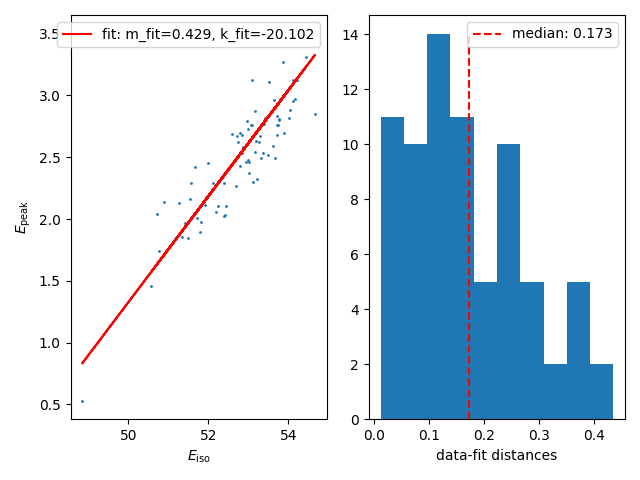 fit: m_fit=0.429, k_fit=-20.102
3.5
3.0
2.5
2.0
1.5
1.0
0.5
E_peak
50 52 54
E_iso
median: 0.173
14
12
10
8
6
4
2
0
0.0 0.1 0.2 0.3 0.4
data-fit distances